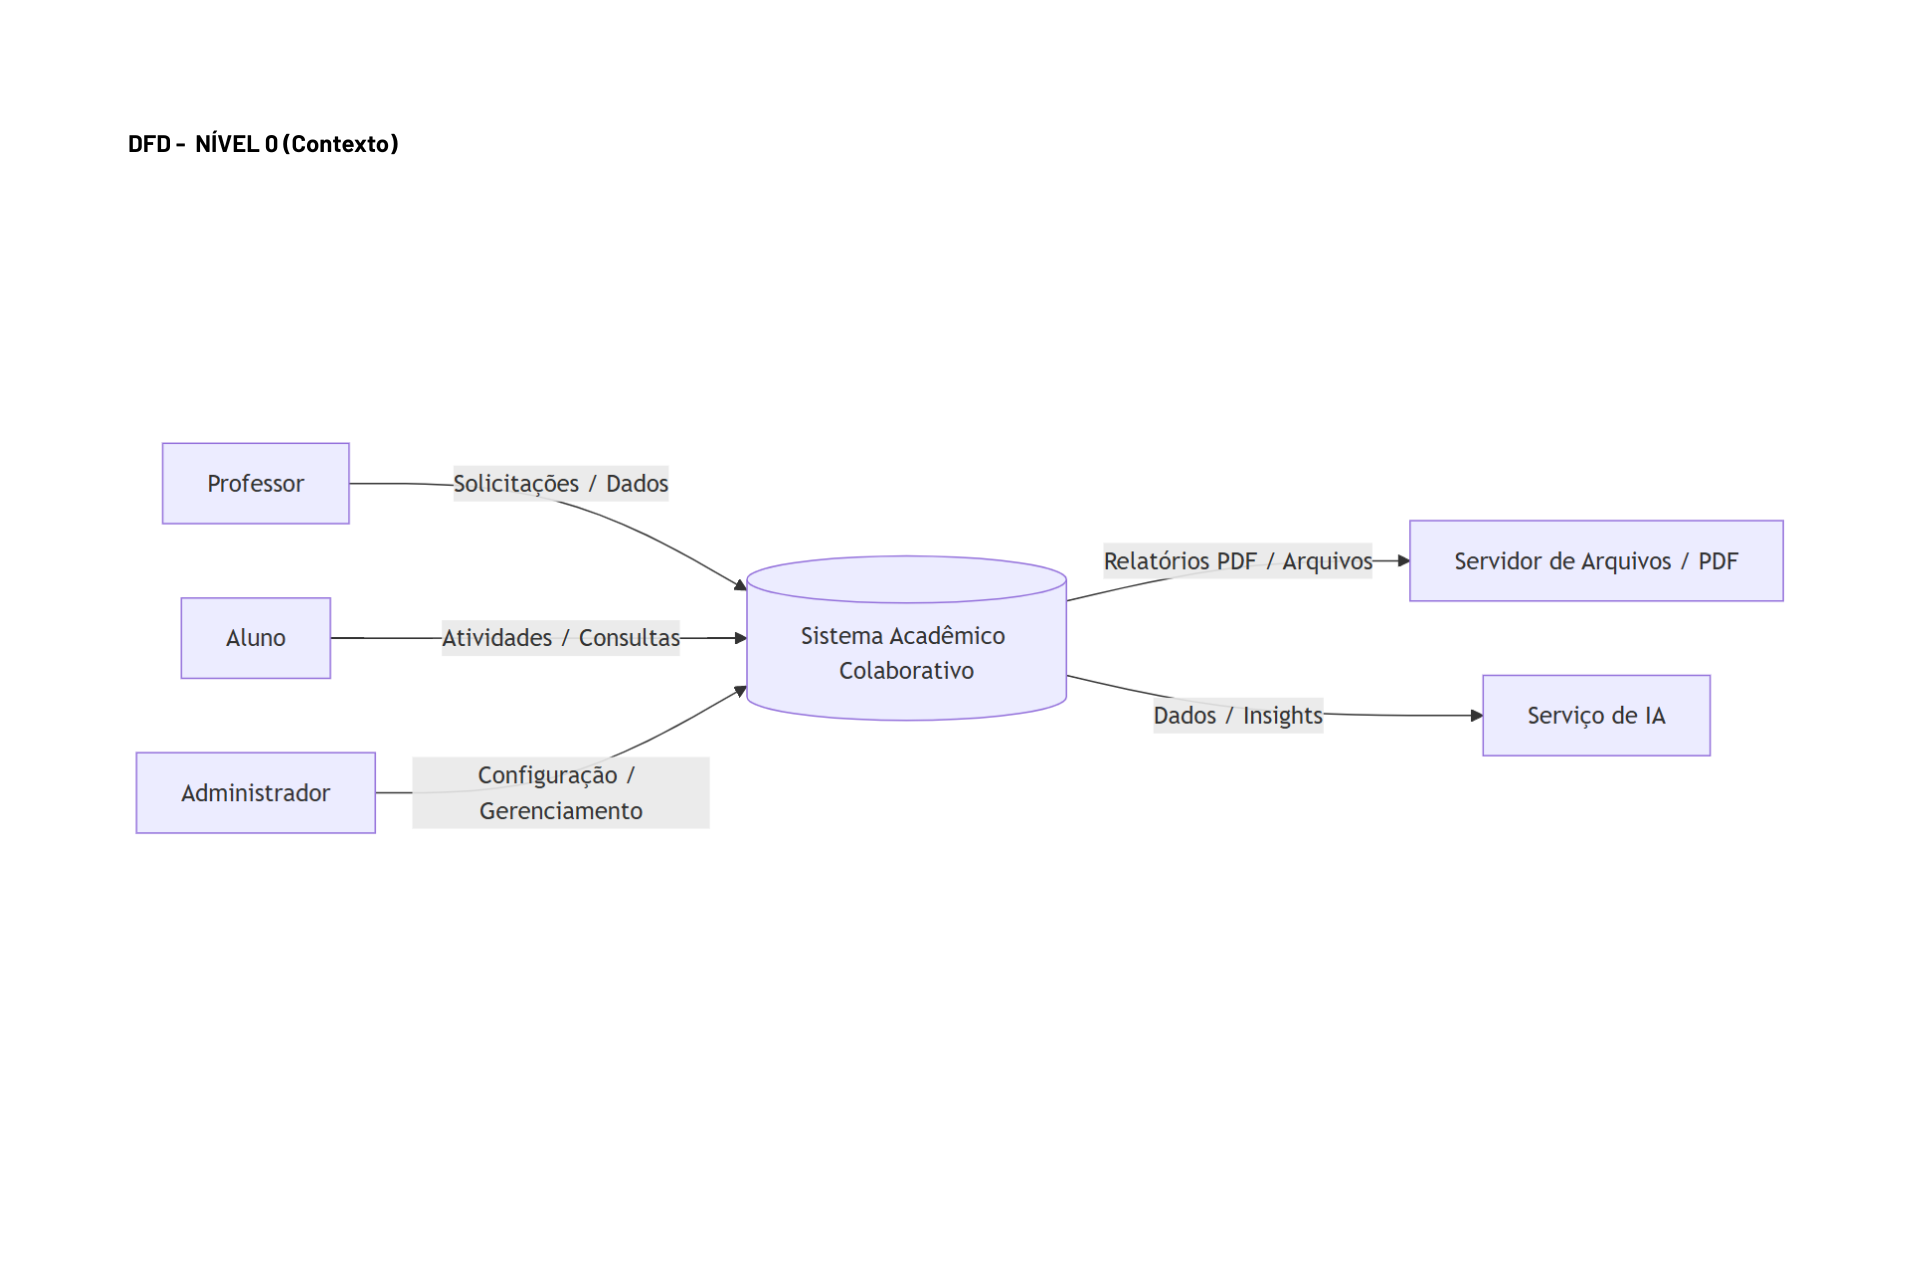 DFD - NÍVEL 0 (Contexto)
Professor
Solicitações / Dados
Aluno
Atividades / Consultas
Administrador
Configuração /
Gerenciamento
Sistema Acadêmico
Colaborativo
Relatórios PDF / Arquivos
Servidor de Arquivos / PDF
Dados / Insights
Serviço de IA